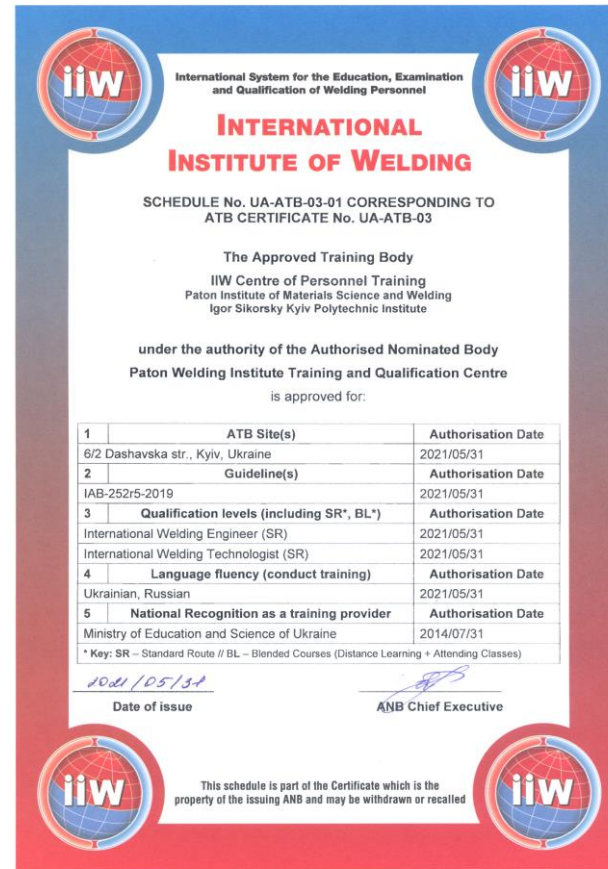 iiw
iiw
International System for the Education, Examination
and Qualification of Welding Personnel
INTERNATIONAL
INSTITUTE OF WELDING
SCHEDULE No. UA-ATB-03-01 CORRESPONDING TO
ATB CERTIFICATE No. UA-ATB-03
The Approved Training Body
IIW Centre of Personnel Training
Paton Institute of Materials Science and Welding
Igor Sikorsky Kyiv Polytechnic Institute
under the authority of the Authorised Nominated Body
Paton Welding Institute Training and Qualification Centre
is approved for:
1 ATB Site(s) Authorisation Date
6/2 Dashavska str., Kyiv, Ukraine 2021/05/31
2 Guideline(s) Authorisation Date
IAB-252r5-2019 2021/05/31
3 Qualification levels (including SR*, BL*) Authorisation Date
International Welding Engineer (SR) 2021/05/31
International Welding Technologist (SR) 2021/05/31
4 Language fluency (conduct training) Authorisation Date
Ukrainian, Russian 2021/05/31
5 National Recognition as a training provider Authorisation Date
Ministry of Education and Science of Ukraine 2014/07/31
* Key: SR – Standard Route // BL – Blended Courses (Distance Learning + Attending Classes)
2021/05/31
Date of issue ANB Chief Executive
This schedule is part of the Certificate which is the
property of the issuing ANB and may be withdrawn or recalled
iiw
iiw